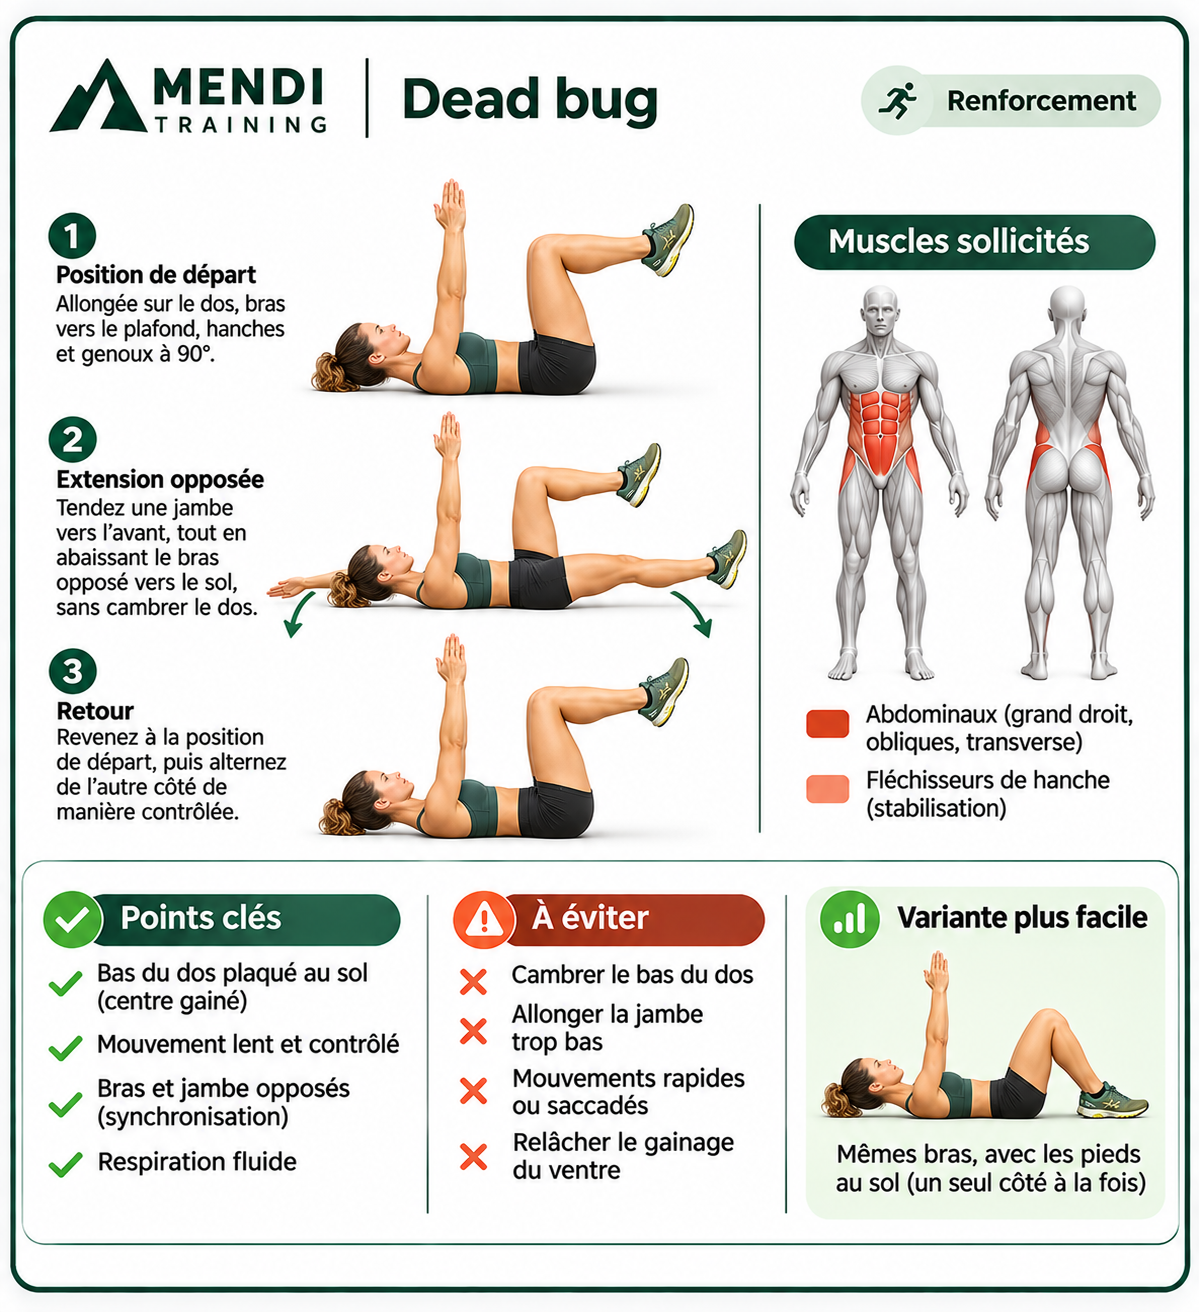 MENDI
TRAINING
Dead bug
Renforcement
1
Position de départ
Allongée sur le dos, bras
vers le plafond, hanches
et genoux à 90°.
2
Extension opposée
Tendez une jambe
vers l'avant, tout en
abaissant le bras
opposé vers le sol,
sans cambrer le dos.
3
Retour
Revenez à la position
de départ, puis alternez
de l'autre côté de
manière contrôlée.
Muscles sollicités
Abdominaux (grand droit,
obliques, transverse)
Fléchisseurs de hanche
(stabilisation)
Points clés
Bas du dos plaqué au sol
(centre gainé)
Mouvement lent et contrôlé
Bras et jambe opposés
(synchronisation)
Respiration fluide
À éviter
Cambrer le bas du dos
Allonger la jambe
trop bas
Mouvements rapides
ou saccadés
Relâcher le gainage
du ventre
Variante plus facile
Mêmes bras, avec les pieds
au sol (un seul côté à la fois)